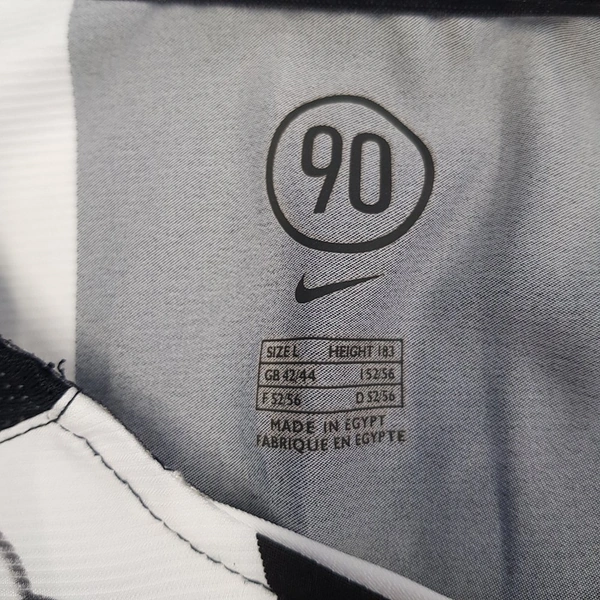 90
SIZE L HEIGHT 183
GB 42/44 I 52/56
F 52/56 D 52/56
MADE IN EGYPT
FABRIQUE EN EGYPTE